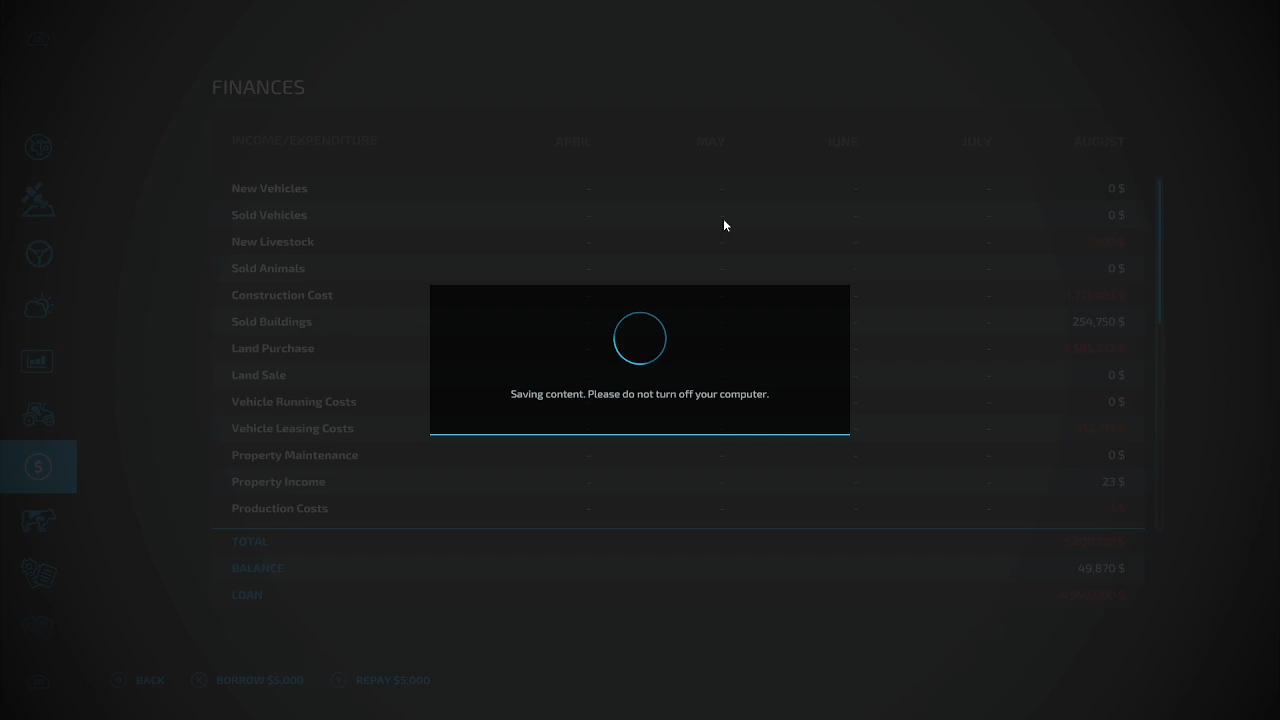 FINANCES
INCOME/EXPENDITURE APRIL MAY JUNE JULY AUGUST
New Vehicles - - - - 0 $
Sold Vehicles - - - - 0 $
New Livestock - - - -
Sold Animals - - - - 0 $
Construction Cost - -
Sold Buildings - - 254,750 $
Land Purchase - -
Land Sale - - 0 $
Vehicle Running Costs - - 0 $
Vehicle Leasing Costs - -
Property Maintenance - - - - 0 $
Property Income - - - - 23 $
Production Costs - - - -
TOTAL
BALANCE 49,870 $
LOAN
Saving content. Please do not turn off your computer.
BACK BORROW $5,000 REPAY $5,000